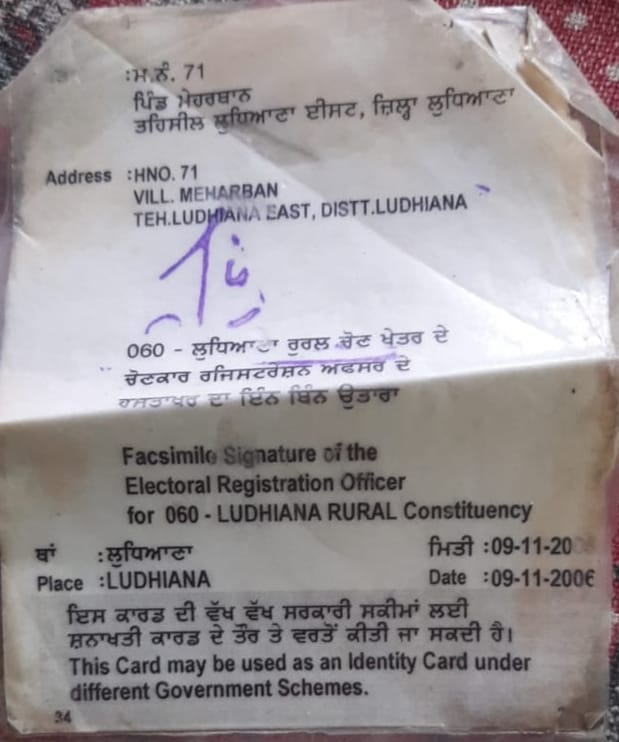 :ਮ.ਨੰ. 71
ਪਿੰਡ ਮੇਹਰਬਾਨ
ਤਹਿਸੀਲ ਲੁਧਿਆਣਾ ਈਸਟ, ਜ਼ਿਲ੍ਹਾ ਲੁਧਿਆਣਾ
Address :HNO. 71
VILL. MEHARBAN
TEH.LUDHIANA EAST, DISTT.LUDHIANA
060 - ਲੁਧਿਆਣਾ ਰੂਰਲ ਚੋਣ ਖੇਤਰ ਦੇ
ਚੋਣਕਾਰ ਰਜਿਸਟਰੇਸ਼ਨ ਅਫਸਰ ਦੇ
ਹਸਤਾਖਰ ਦਾ ਇੰਨ ਬਿੰਨ ਉਤਾਰਾ
Facsimile Signature of the
Electoral Registration Officer
for 060 - LUDHIANA RURAL Constituency
ਥਾਂ :ਲੁਧਿਆਣਾ ਮਿਤੀ :09-11-20
Place :LUDHIANA Date :09-11-2006
ਇਸ ਕਾਰਡ ਦੀ ਵੱਖ ਵੱਖ ਸਰਕਾਰੀ ਸਕੀਮਾਂ ਲਈ
ਸ਼ਨਾਖਤੀ ਕਾਰਡ ਦੇ ਤੌਰ ਤੇ ਵਰਤੋਂ ਕੀਤੀ ਜਾ ਸਕਦੀ ਹੈ।
This Card may be used as an Identity Card under
different Government Schemes.
34